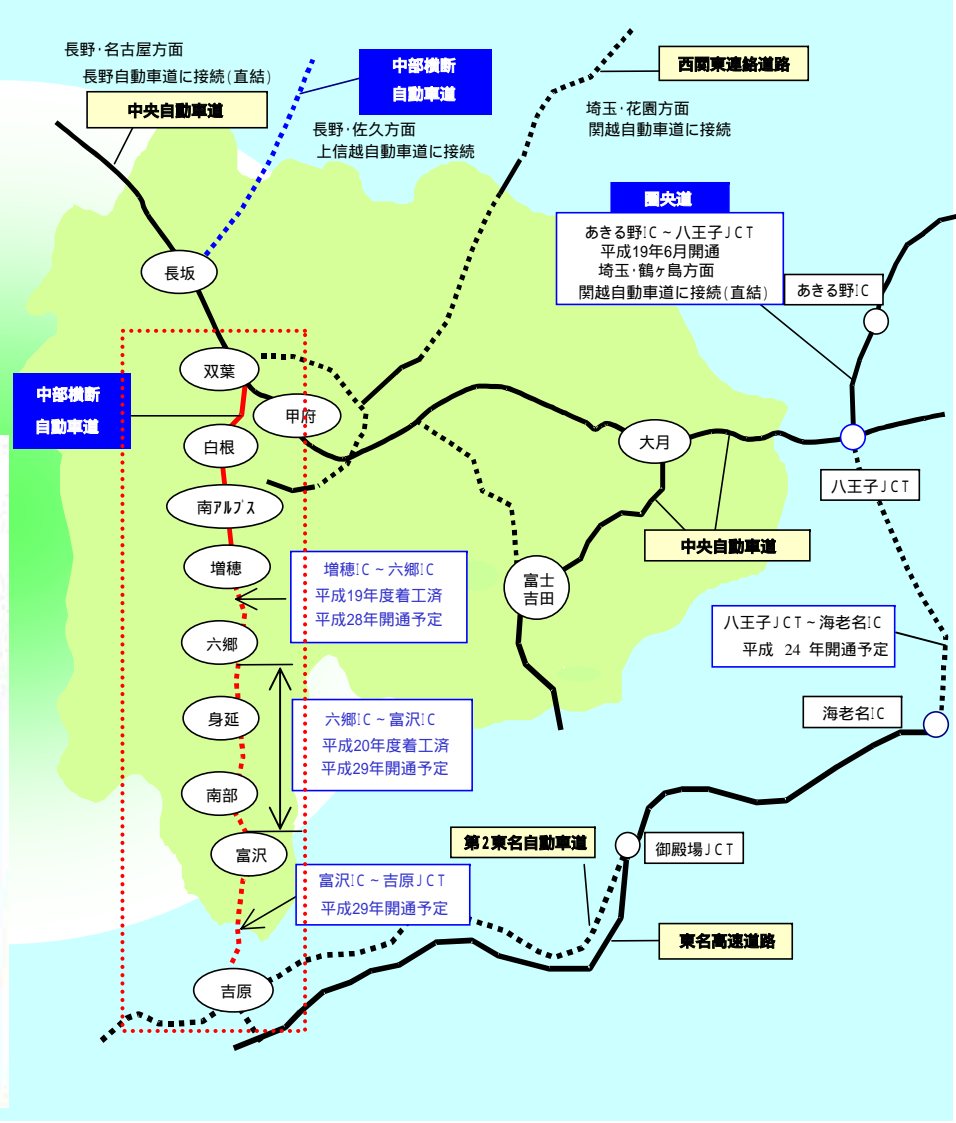 長野･名古屋方面
長野自動車道に接続(直結)
中央自動車道
中部横断
自動車道
長野･佐久方面
上信越自動車道に接続
西関東連絡道路
埼玉･花園方面
関越自動車道に接続
圏央道
あきる野IC～八王子JCT
平成19年6月開通
埼玉･鶴ヶ島方面
関越自動車道に接続(直結)
あきる野IC
長坂
双葉
中部横断
自動車道
甲府
白根
大月
八王子JCT
南ｱﾙﾌﾟｽ
中央自動車道
増穂
増穂IC～六郷IC
平成19年度着工済
平成28年開通予定
富士
吉田
八王子JCT～海老名IC
平成 24 年開通予定
六郷
身延
六郷IC～富沢IC
平成20年度着工済
平成29年開通予定
海老名IC
南部
富沢
第2東名自動車道
御殿場JCT
富沢IC～吉原JCT
平成29年開通予定
東名高速道路
吉原